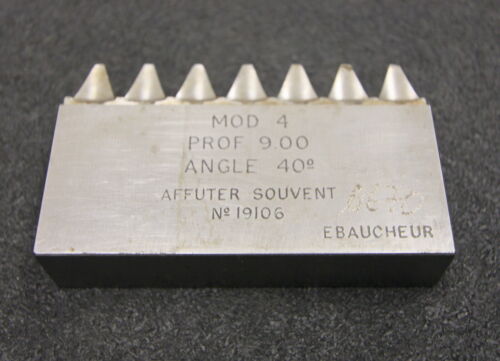 MOD 4
PROF 9.00
ANGLE 40º
AFFUTER SOUVENT
Nº 19106
EBAUCHEUR